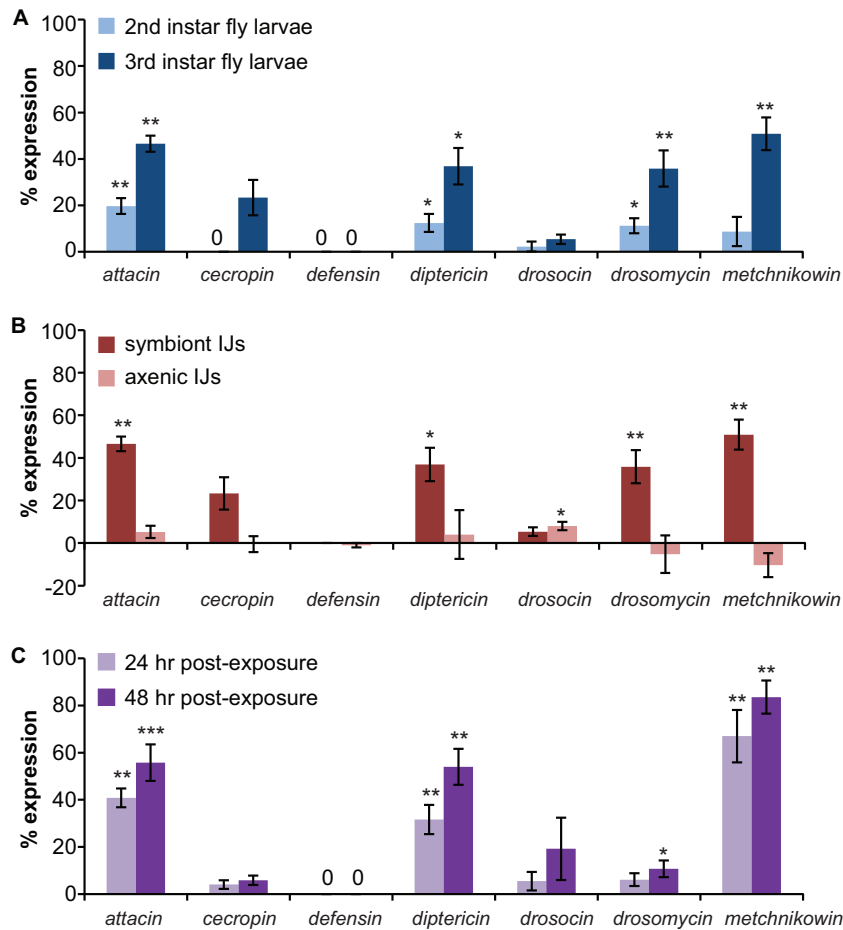 A
100
80
60
40
20
0
% expression
2nd instar fly larvae
3rd instar fly larvae
** **
0
0 0
* *
* **
**
attacin cecropin defensin diptericin drosocin drosomycin metchnikowin
B
100
80
60
40
20
0
-20
% expression
symbiont IJs
axenic IJs
**
*
*
**
**
attacin cecropin defensin diptericin drosocin drosomycin metchnikowin
C
100
80
60
40
20
0
% expression
24 hr post-exposure
48 hr post-exposure
** ***
0 0
** **
*
** **
attacin cecropin defensin diptericin drosocin drosomycin metchnikowin